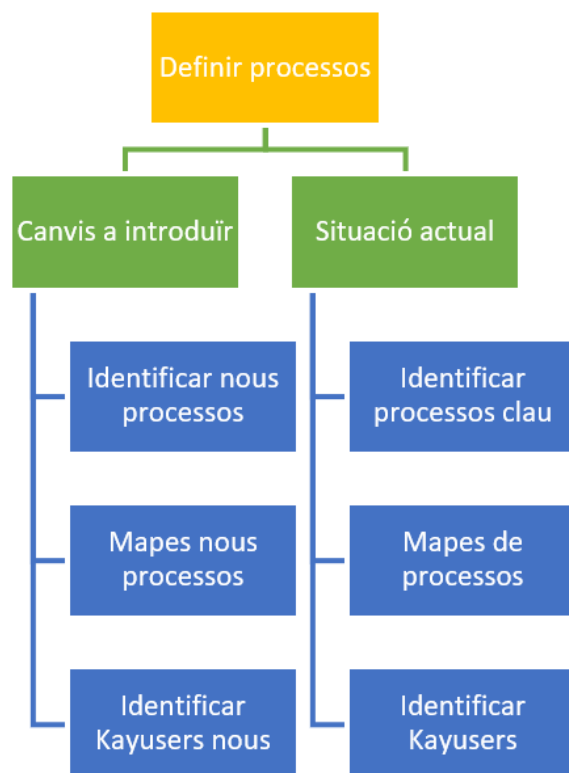 Definir processos
Canvis a introduïr
Situació actual
Identificar nous
processos
Identificar
processos clau
Mapes nous
processos
Mapes de
processos
Identificar
Kayusers nous
Identificar
Kayusers